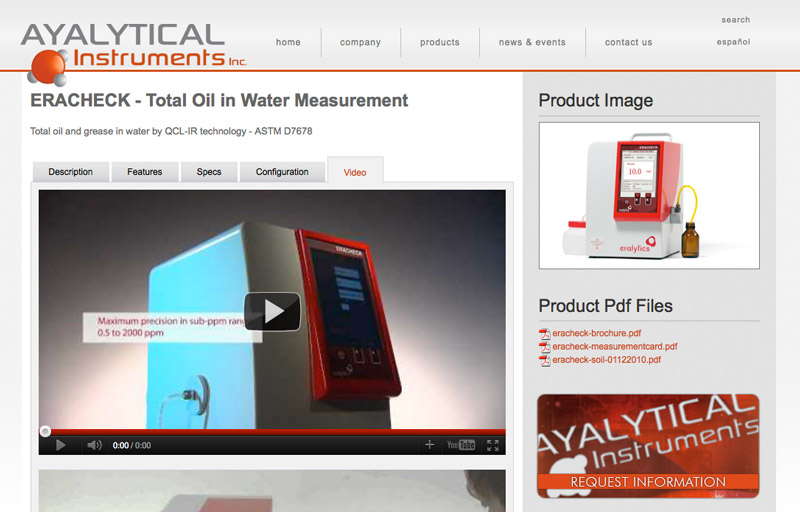 search
AYALYTICAL
Instruments Inc.
home
company
products
news & events
contact us
español
ERACHECK - Total Oil in Water Measurement
Total oil and grease in water by QCL-IR technology - ASTM D7678
Description
Features
Specs
Configuration
Video
ERACHECK
Maximum precision in sub-ppm rang
0.5 to 2000 ppm
0:00 / 0:00
YouTube
Product Image
ERACHECK
10.0
eralytics
Product Pdf Files
eracheck-brochure.pdf
eracheck-measurementcard.pdf
eracheck-soil-01122010.pdf
AYALYTICAL
Instruments
REQUEST INFORMATION